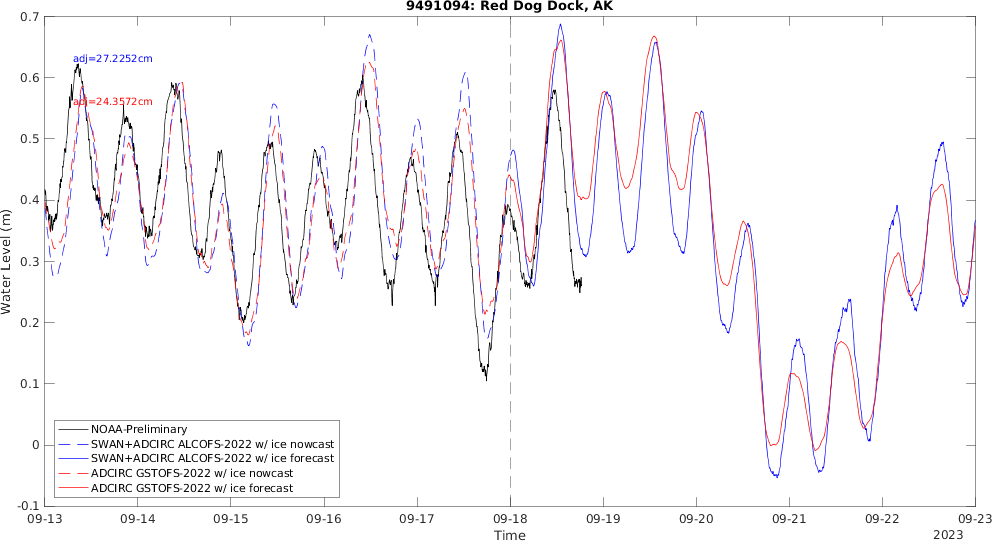 9491094: Red Dog Dock, AK
0.7
0.6
0.5
0.4
0.3
0.2
0.1
0
-0.1
Water Level (m)
adj=27.2252cm
adj=24.3572cm
NOAA-Preliminary
SWAN+ADCIRC ALCOFS-2022 w/ ice nowcast
SWAN+ADCIRC ALCOFS-2022 w/ ice forecast
ADCIRC GSTOFS-2022 w/ ice nowcast
ADCIRC GSTOFS-2022 w/ ice forecast
09-13 09-14 09-15 09-16 09-17 09-18 09-19 09-20 09-21 09-22 09-23
Time
2023